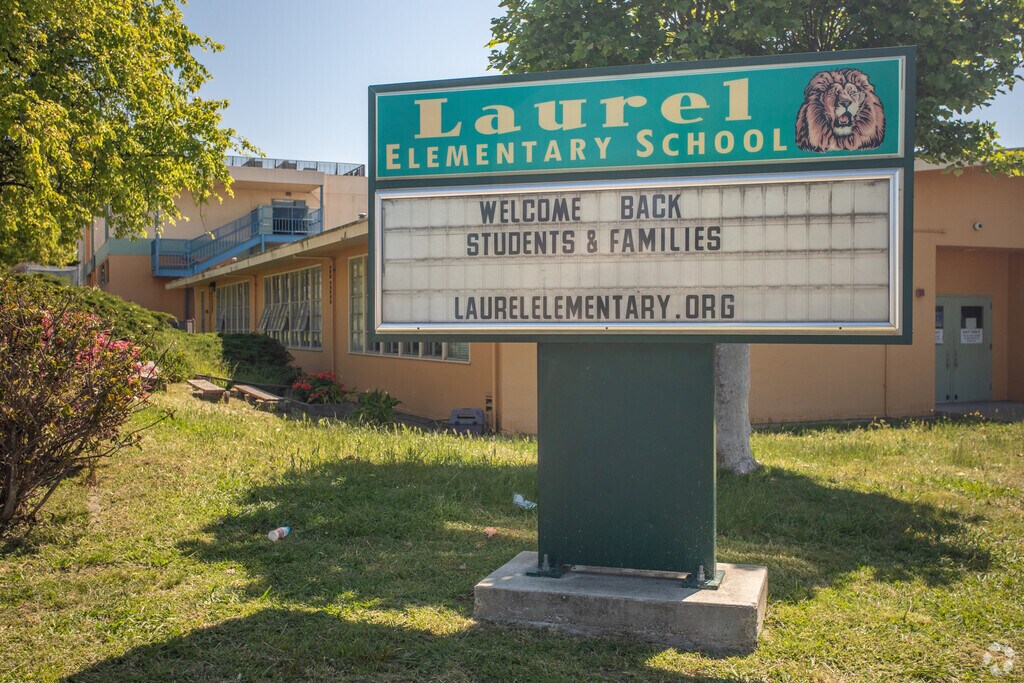 Laurel
ELEMENTARY SCHOOL
WELCOME BACK
STUDENTS & FAMILIES
LAURELELEMENTARY.ORG